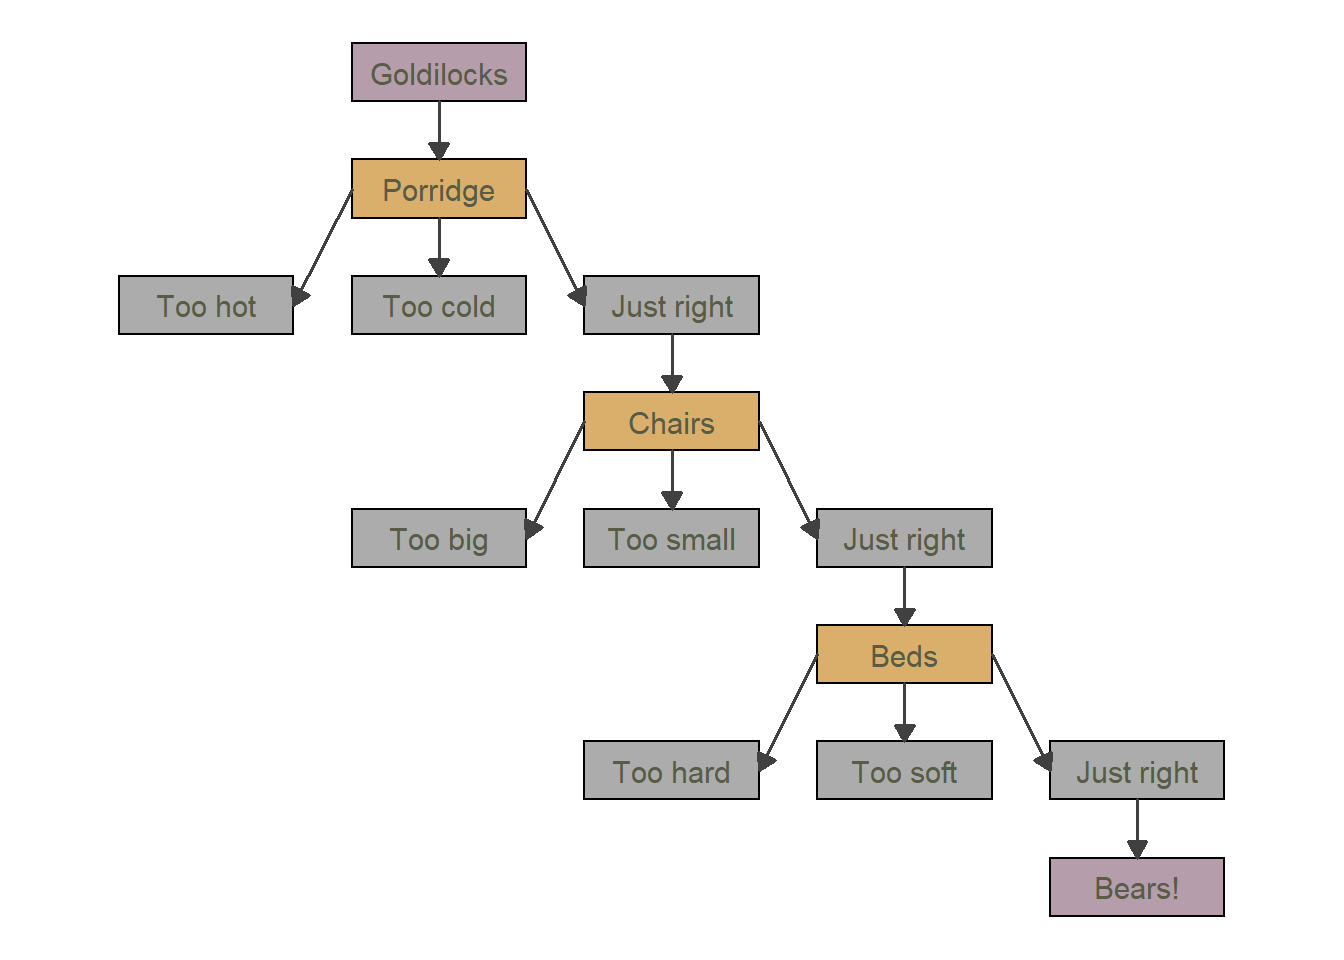 Goldilocks
Porridge
Too hot
Too cold
Just right
Chairs
Too big
Too small
Just right
Beds
Too hard
Too soft
Just right
Bears!